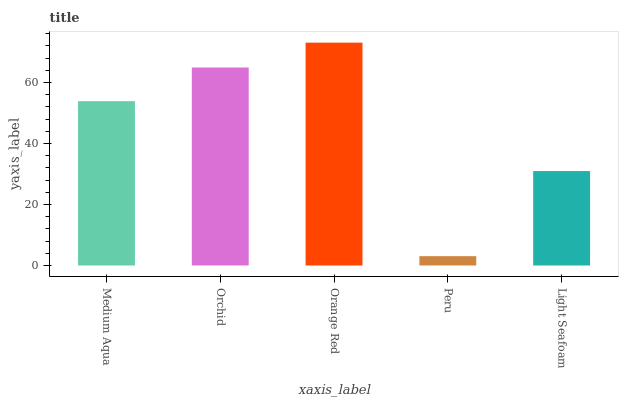 title
yaxis_label
60
40
20
0
Medium Aqua
Orchid
Orange Red
Peru
Light Seafoam
xaxis_label